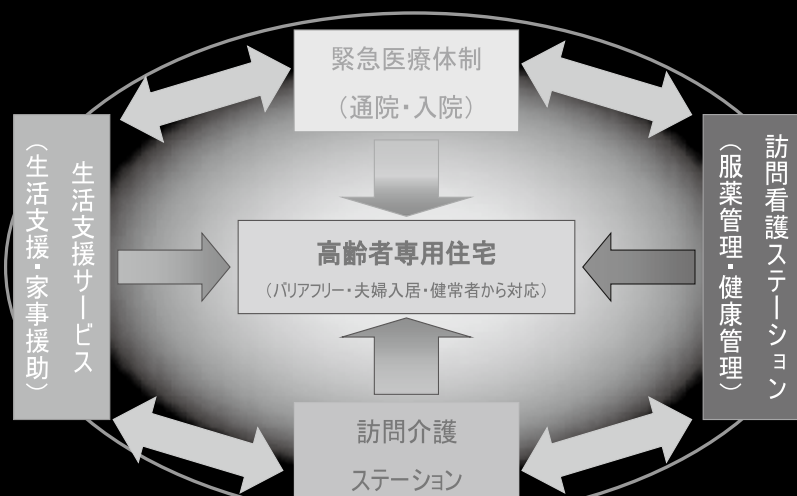 緊急医療体制
（通院・入院）
生活支援サービス
（生活支援・家事援助）
高齢者専用住宅
（バリアフリー・夫婦入居・健常者から対応）
訪問看護ステーション
（服薬管理・健康管理）
訪問介護
ステーション